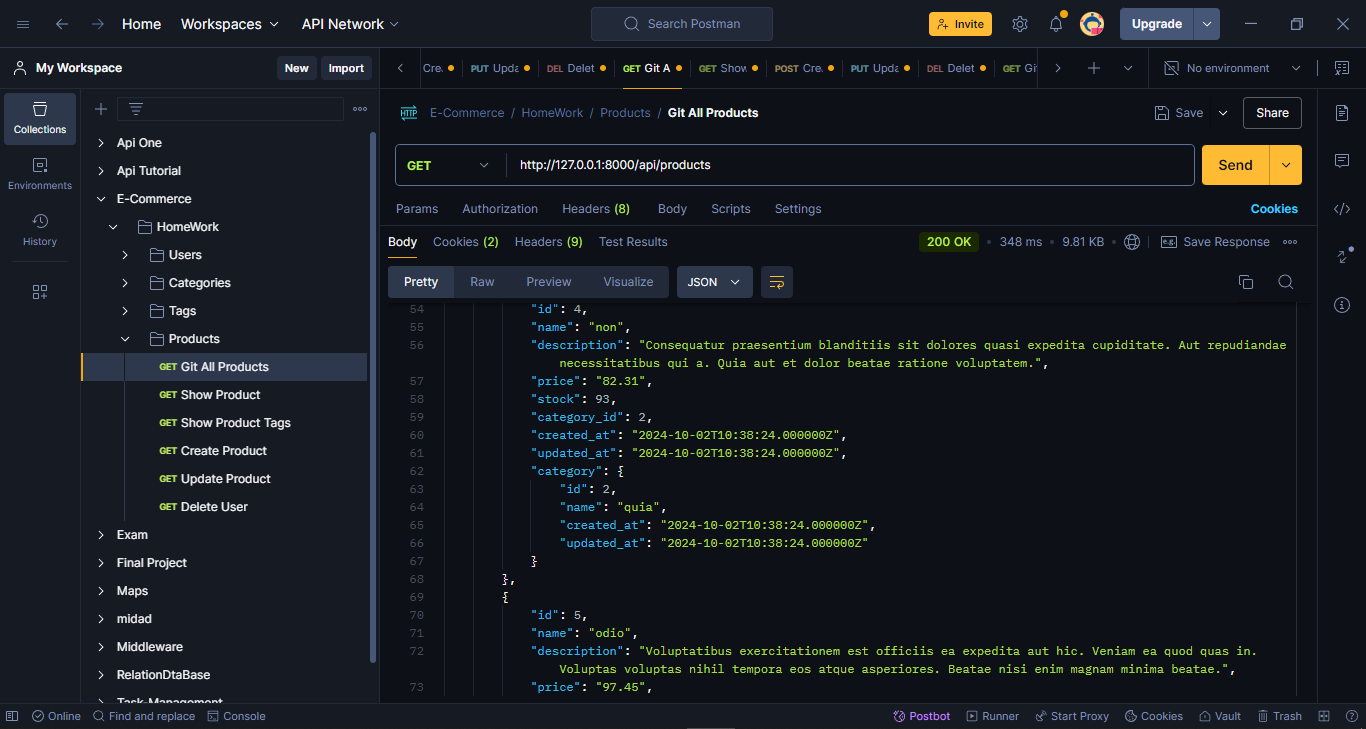 Home Workspaces API Network Search Postman Invite Upgrade
My Workspace New Import Cre. PUT Upda DEL Delet GET Git A GET Show POST Cre. PUT Upda DEL Delet GET Gi No environment
Collections
Environments
History
Api One
Api Tutorial
E-Commerce
HomeWork
Users
Categories
Tags
Products
GET Git All Products
GET Show Product
GET Show Product Tags
GET Create Product
GET Update Product
GET Delete User
Exam
Final Project
Maps
midad
Middleware
RelationDtaBase
Task-Management
HTTP E-Commerce / HomeWork / Products / Git All Products Save Share
GET http://127.0.0.1:8000/api/products Send
Params Authorization Headers (8) Body Scripts Settings Cookies
Body Cookies (2) Headers (9) Test Results 200 OK • 348 ms • 9.81 KB • e.g. Save Response
Pretty Raw Preview Visualize JSON
54 "id": 4,
55 "name": "non",
56 "description": "Consequatur praesentium blanditiis sit dolores quasi expedita cupiditate. Aut repudiandae
necessitatibus qui a. Quia aut et dolor beatae ratione voluptatem.",
57 "price": "82.31",
58 "stock": 93,
59 "category_id": 2,
60 "created_at": "2024-10-02T10:38:24.000000Z",
61 "updated_at": "2024-10-02T10:38:24.000000Z",
62 "category": {
63 "id": 2,
64 "name": "quia",
65 "created_at": "2024-10-02T10:38:24.000000Z",
66 "updated_at": "2024-10-02T10:38:24.000000Z"
67 }
68 },
69 {
70 "id": 5,
71 "name": "odio",
72 "description": "Voluptatibus exercitationem est officiis ea expedita aut hic. Veniam ea quod quas in.
Voluptas voluptas nihil tempora eos atque asperiores. Beatae nisi enim magnam minima beatae.",
73 "price": "97.45",
Online Find and replace Console Postbot Runner Start Proxy Cookies Vault Trash